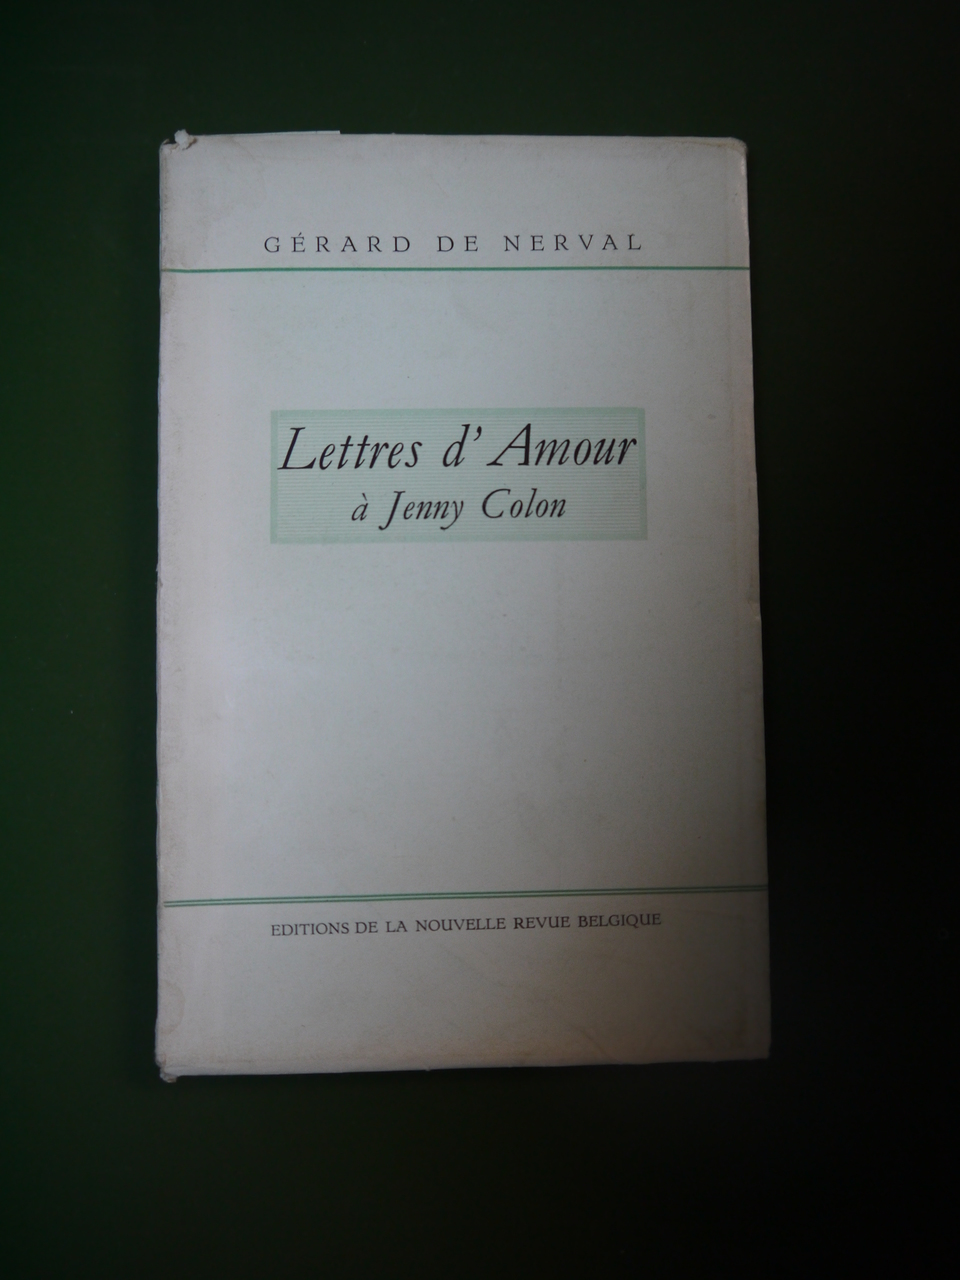 GÉRARD DE NERVAL
Lettres d' Amour
à Jenny Colon
EDITIONS DE LA NOUVELLE REVUE BELGIQUE